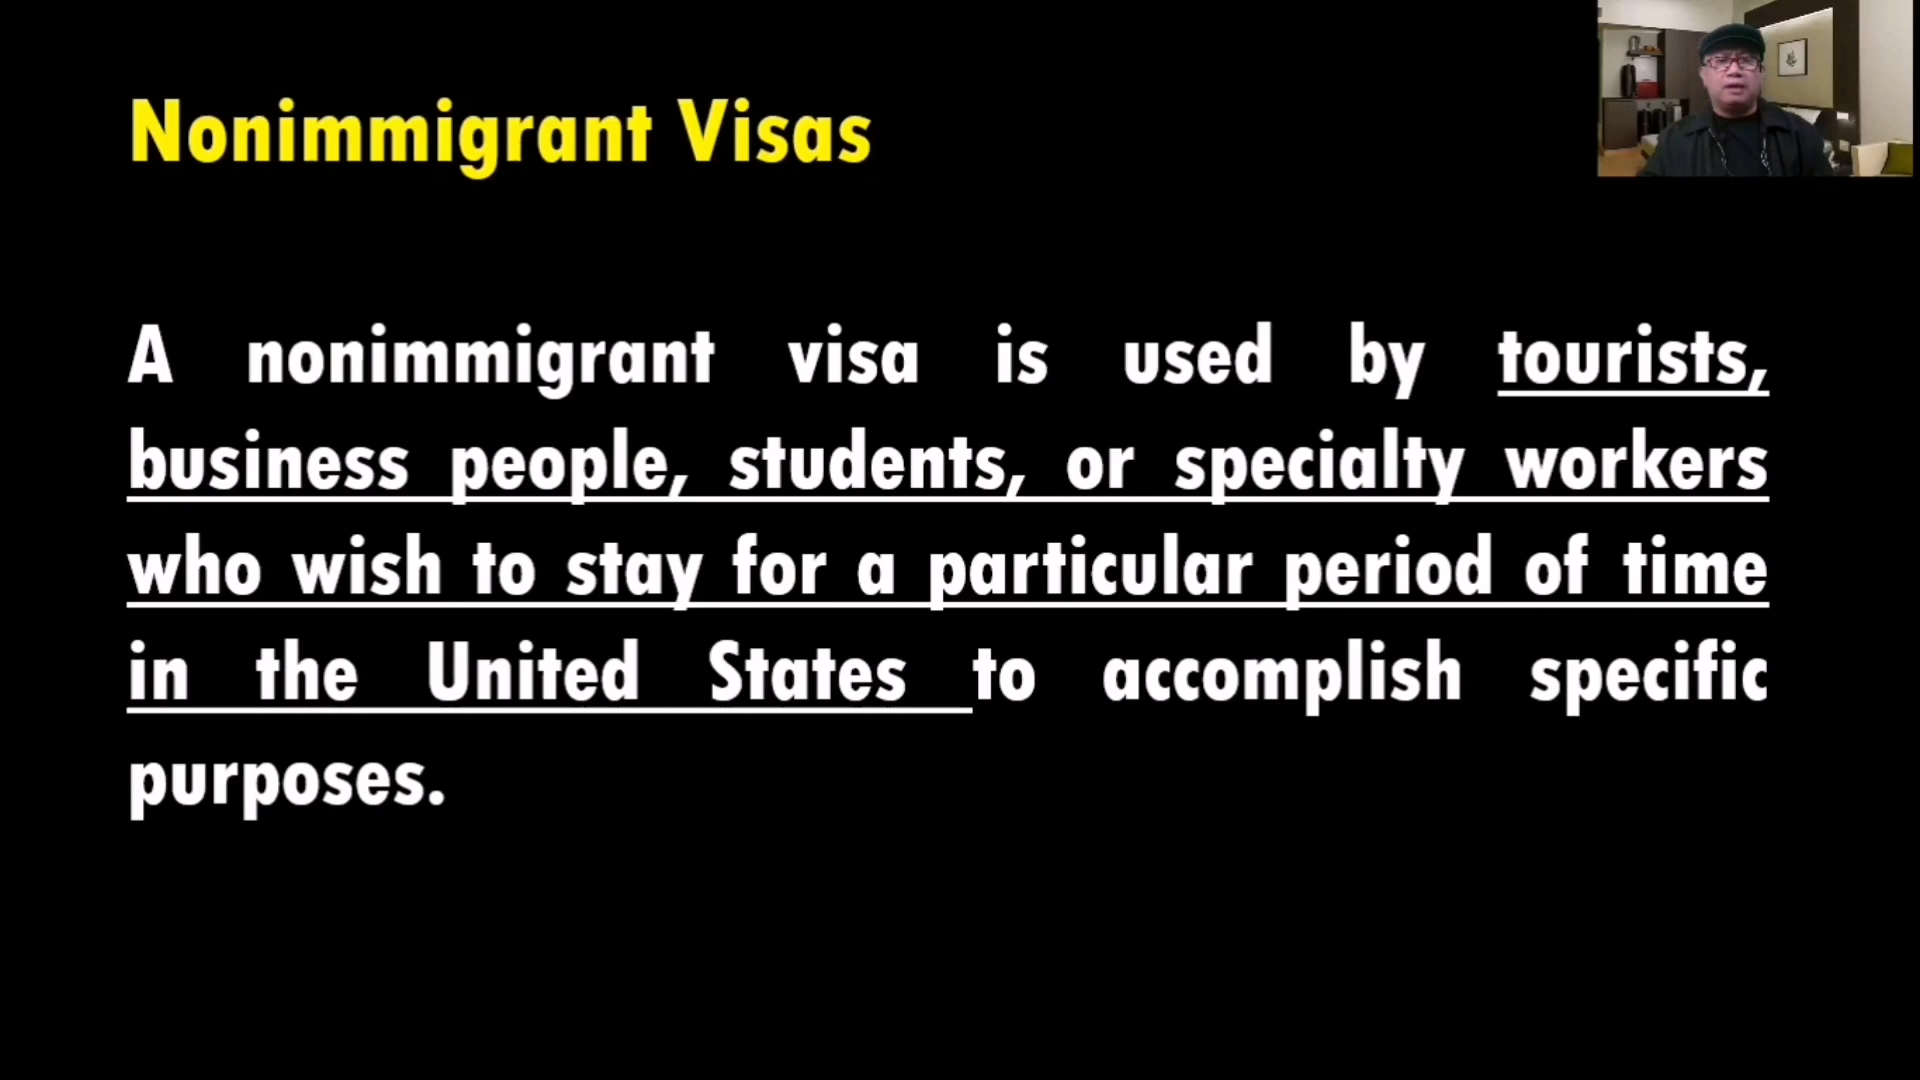 Nonimmigrant Visas
A nonimmigrant visa is used by tourists,
business people, students, or specialty workers
who wish to stay for a particular period of time
in the United States to accomplish specific
purposes.